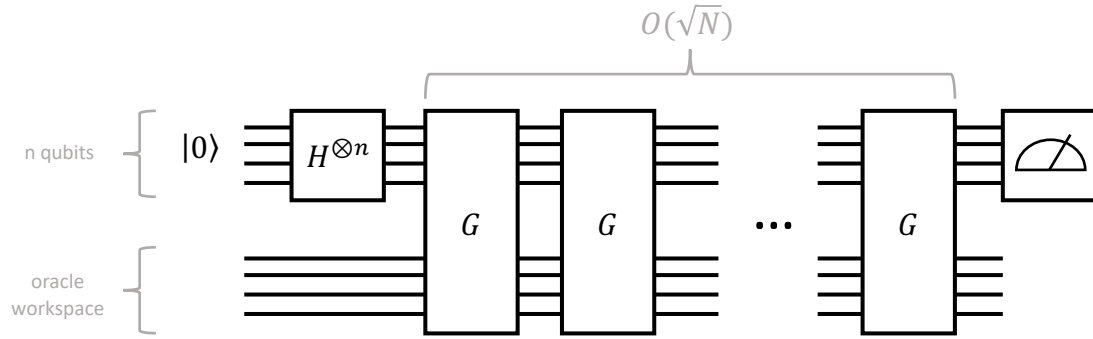 O(√N)
n qubits
|0⟩
H⊗n
G
G
...
G
oracle
workspace